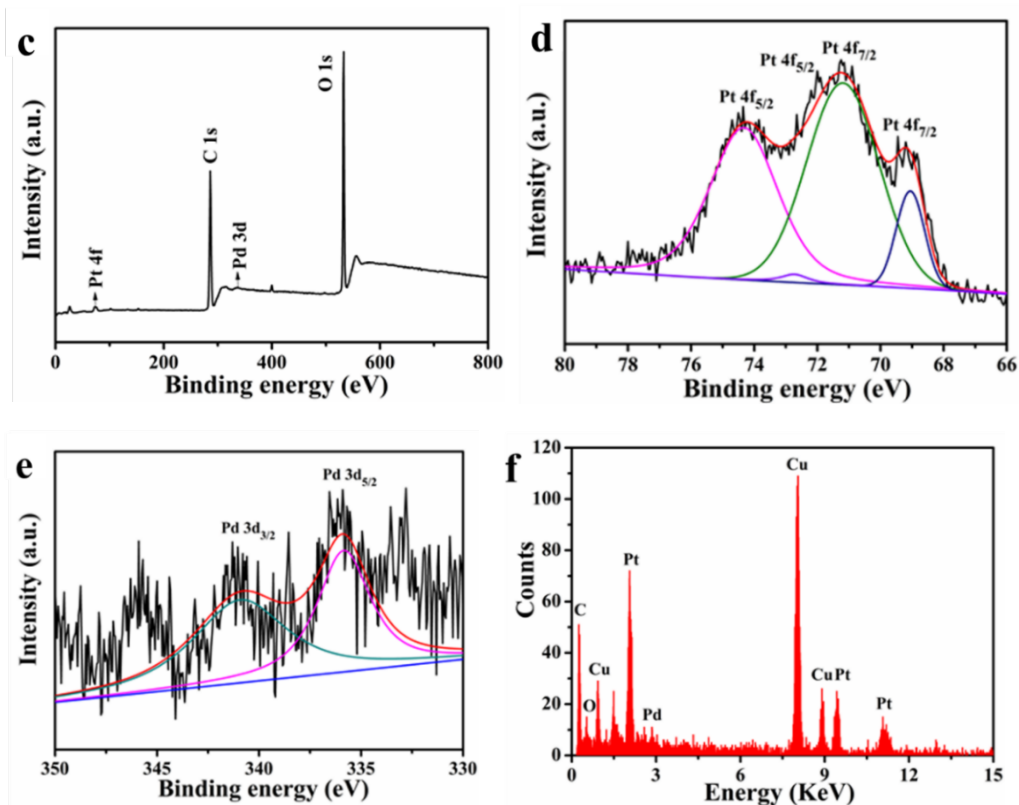 c
Pt 4f
C 1s
Pd 3d
O 1s
Intensity (a.u.)
0 200 400 600 800
Binding energy (eV)
d
Pt 4f5/2
Pt 4f5/2
Pt 4f7/2
Pt 4f7/2
Intensity (a.u.)
80 78 76 74 72 70 68 66
Binding energy (eV)
e
Pd 3d3/2
Pd 3d5/2
Intensity (a.u.)
350 345 340 335 330
Binding energy (eV)
f
120
100
80
60
40
20
0
Counts
C
O
Cu
Pt
Pd
Cu
Cu
Pt
Pt
0 3 6 9 12 15
Energy (KeV)